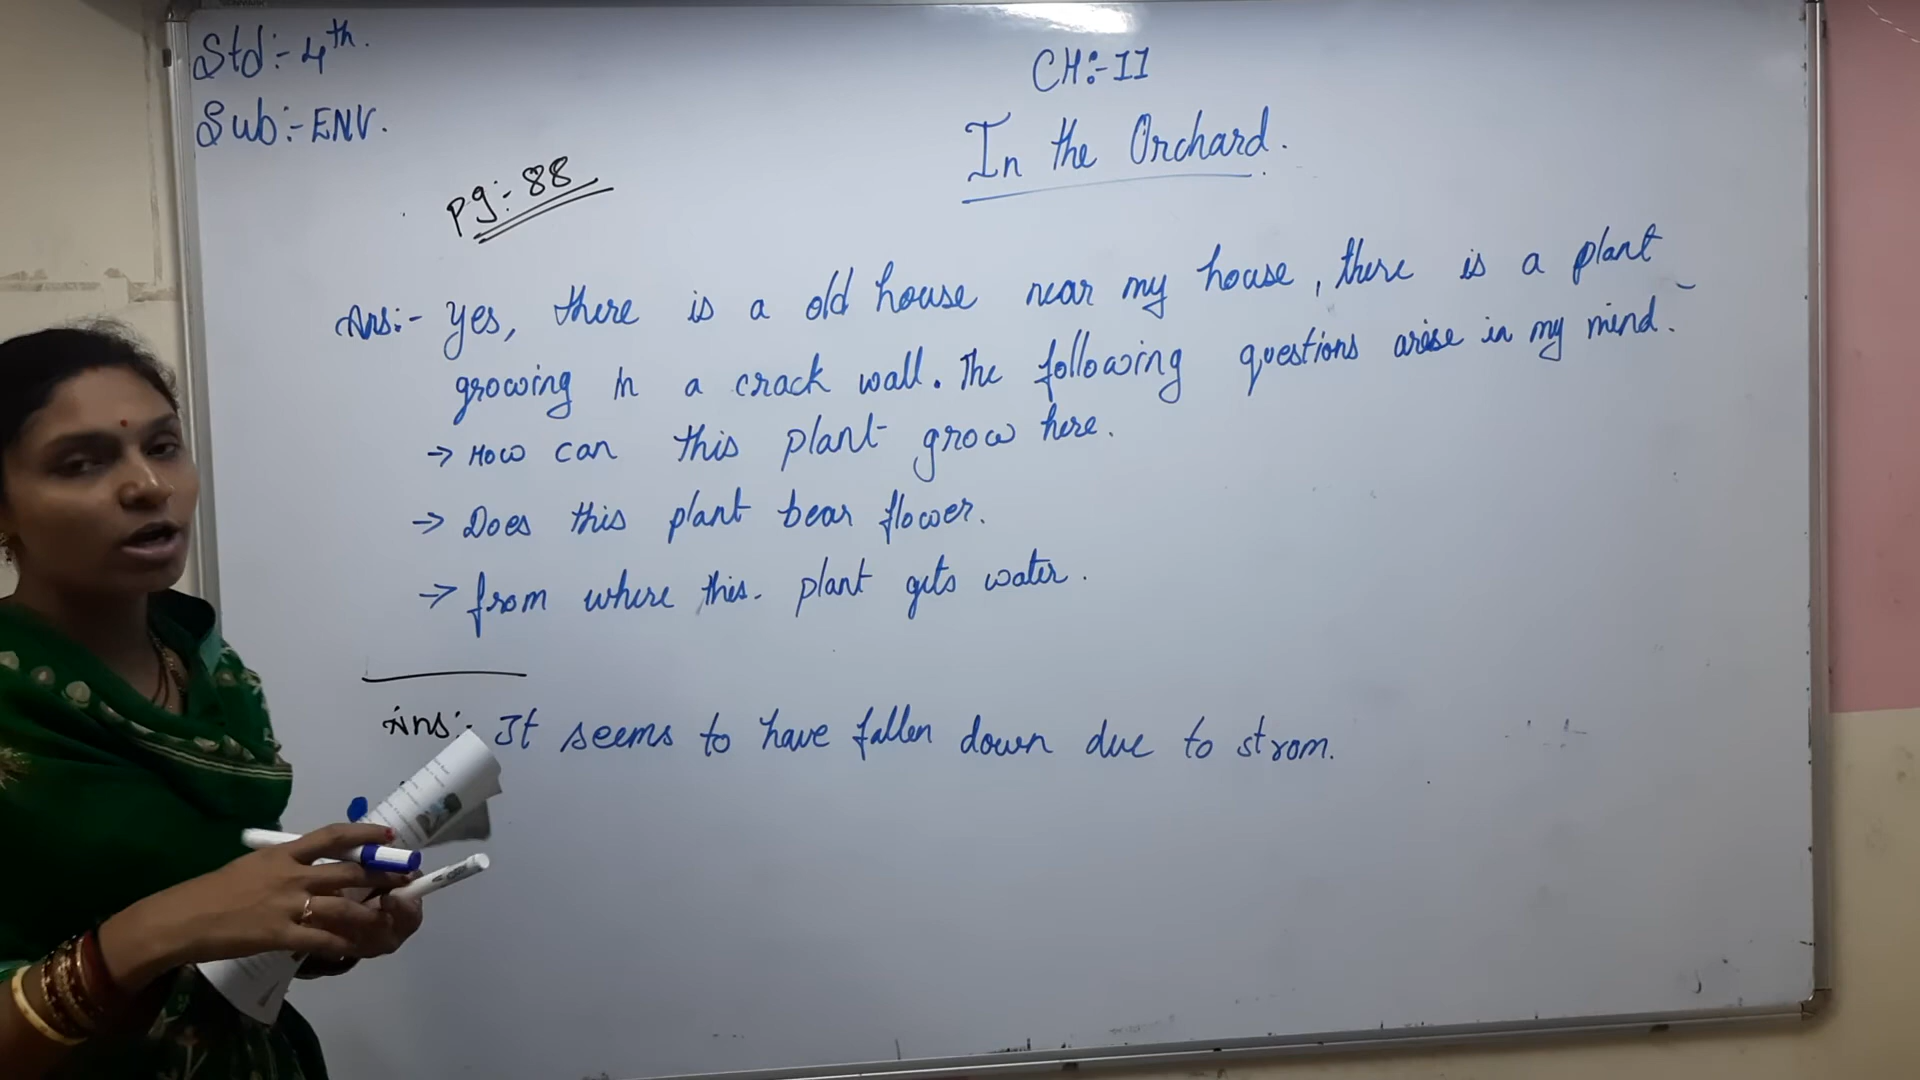 Std:- 4th.
Sub:- ENV.
CH:- II
In the Orchard.
pg:- 88
Ans:- Yes, there is a old house near my house, there is a plant
growing in a crack wall. The following questions arise in my mind.
→ How can this plant grow here.
→ Does this plant bear flower.
→ from where this. plant gets water.
Ans:- It seems to have fallen down due to strom.